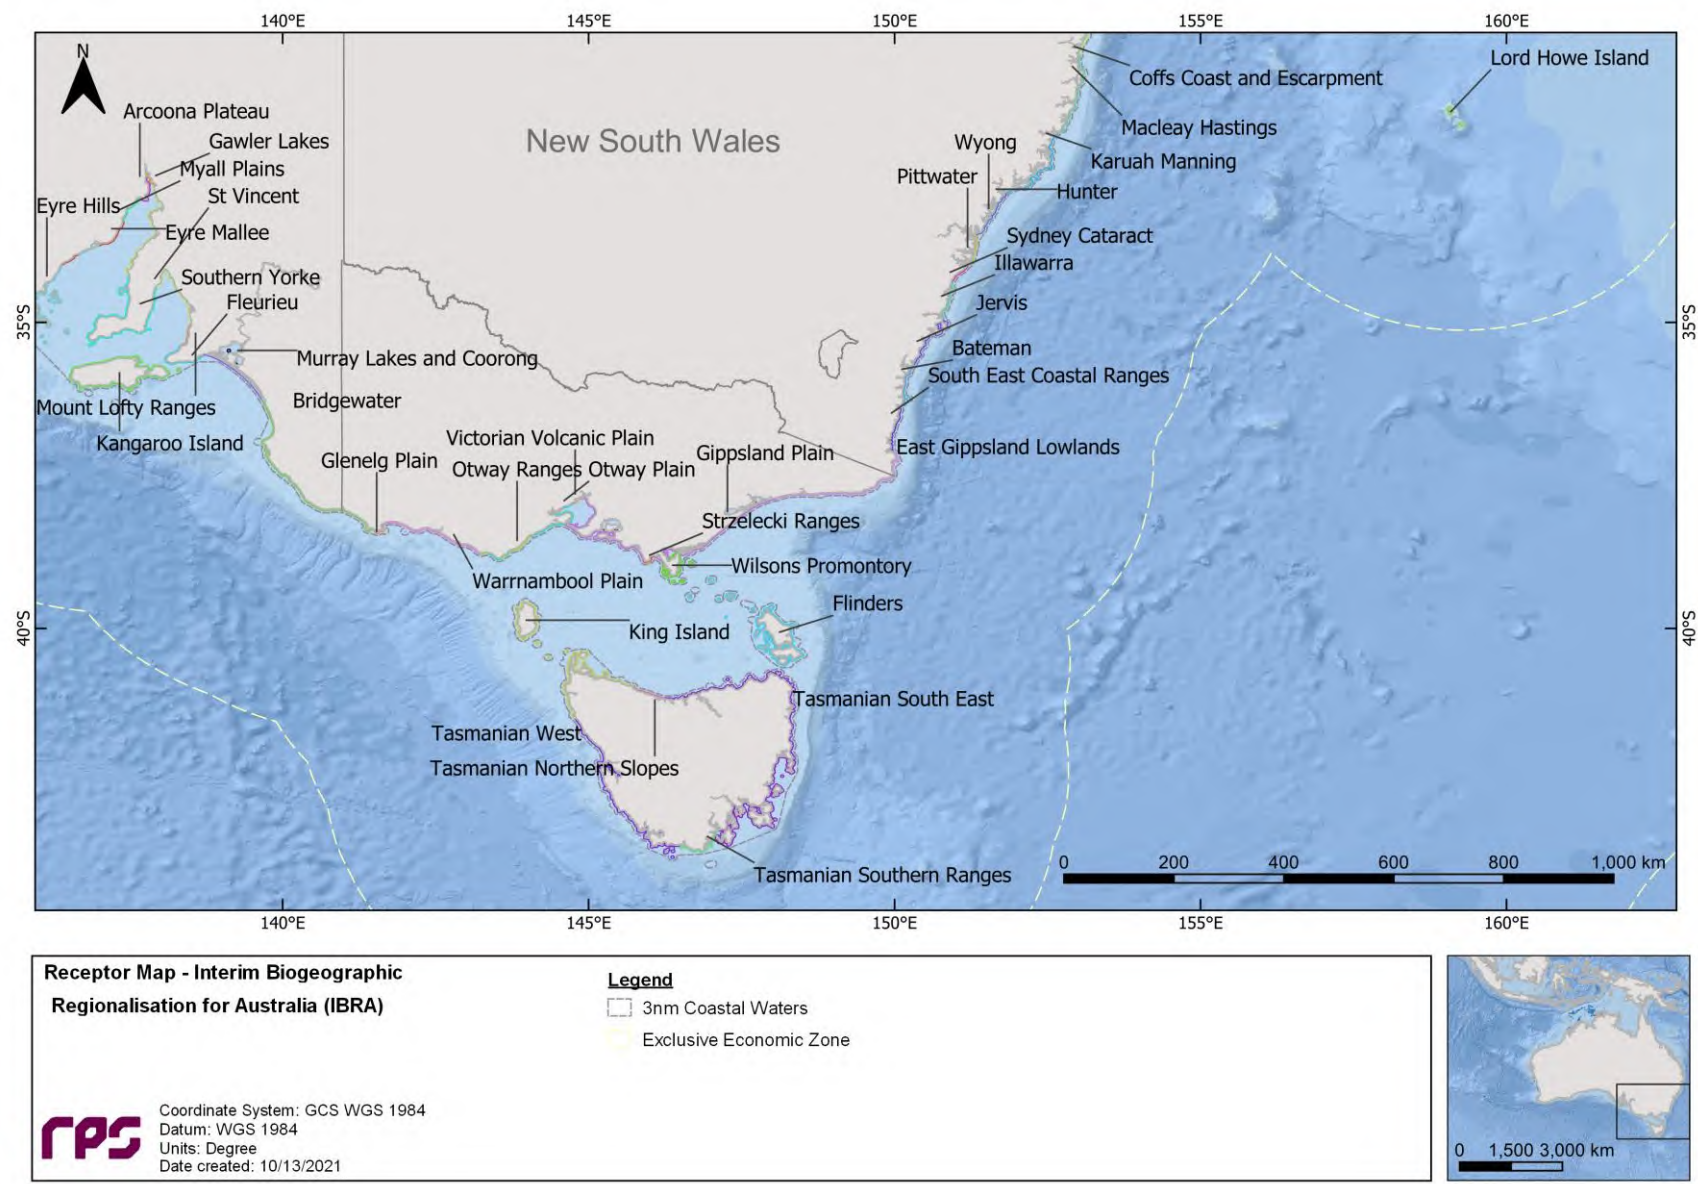 140°E
145°E
150°E
155°E
160°E
N
Lord Howe Island
Coffs Coast and Escarpment
Arcoona Plateau
Macleay Hastings
Gawler Lakes
New South Wales
Wyong
Karuah Manning
Myall Plains
Pittwater
Hunter
St Vincent
Eyre Hills
Eyre Mallee
Sydney Cataract
Illawarra
Southern Yorke
Fleurieu
Jervis
35°S
35°S
Murray Lakes and Coorong
Bateman
South East Coastal Ranges
Bridgewater
Mount Lofty Ranges
Kangaroo Island
Victorian Volcanic Plain
East Gippsland Lowlands
Glenelg Plain
Gippsland Plain
Otway Ranges
Otway Plain
Strzelecki Ranges
Wilsons Promontory
Warrnambool Plain
Flinders
King Island
40°S
40°S
Tasmanian South East
Tasmanian West
Tasmanian Northern Slopes
Tasmanian Southern Ranges
0 200 400 600 800 1,000 km
140°E
145°E
150°E
155°E
160°E
Receptor Map - Interim Biogeographic
Regionalisation for Australia (IBRA)
Legend
3nm Coastal Waters
Exclusive Economic Zone
rps
Coordinate System: GCS WGS 1984
Datum: WGS 1984
Units: Degree
Date created: 10/13/2021
0 1,500 3,000 km